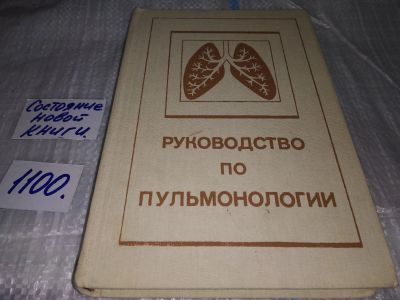 Состояние
новой
книги.
1100.
РУКОВОДСТВО
ПО
ПУЛЬМОНОЛОГИИ